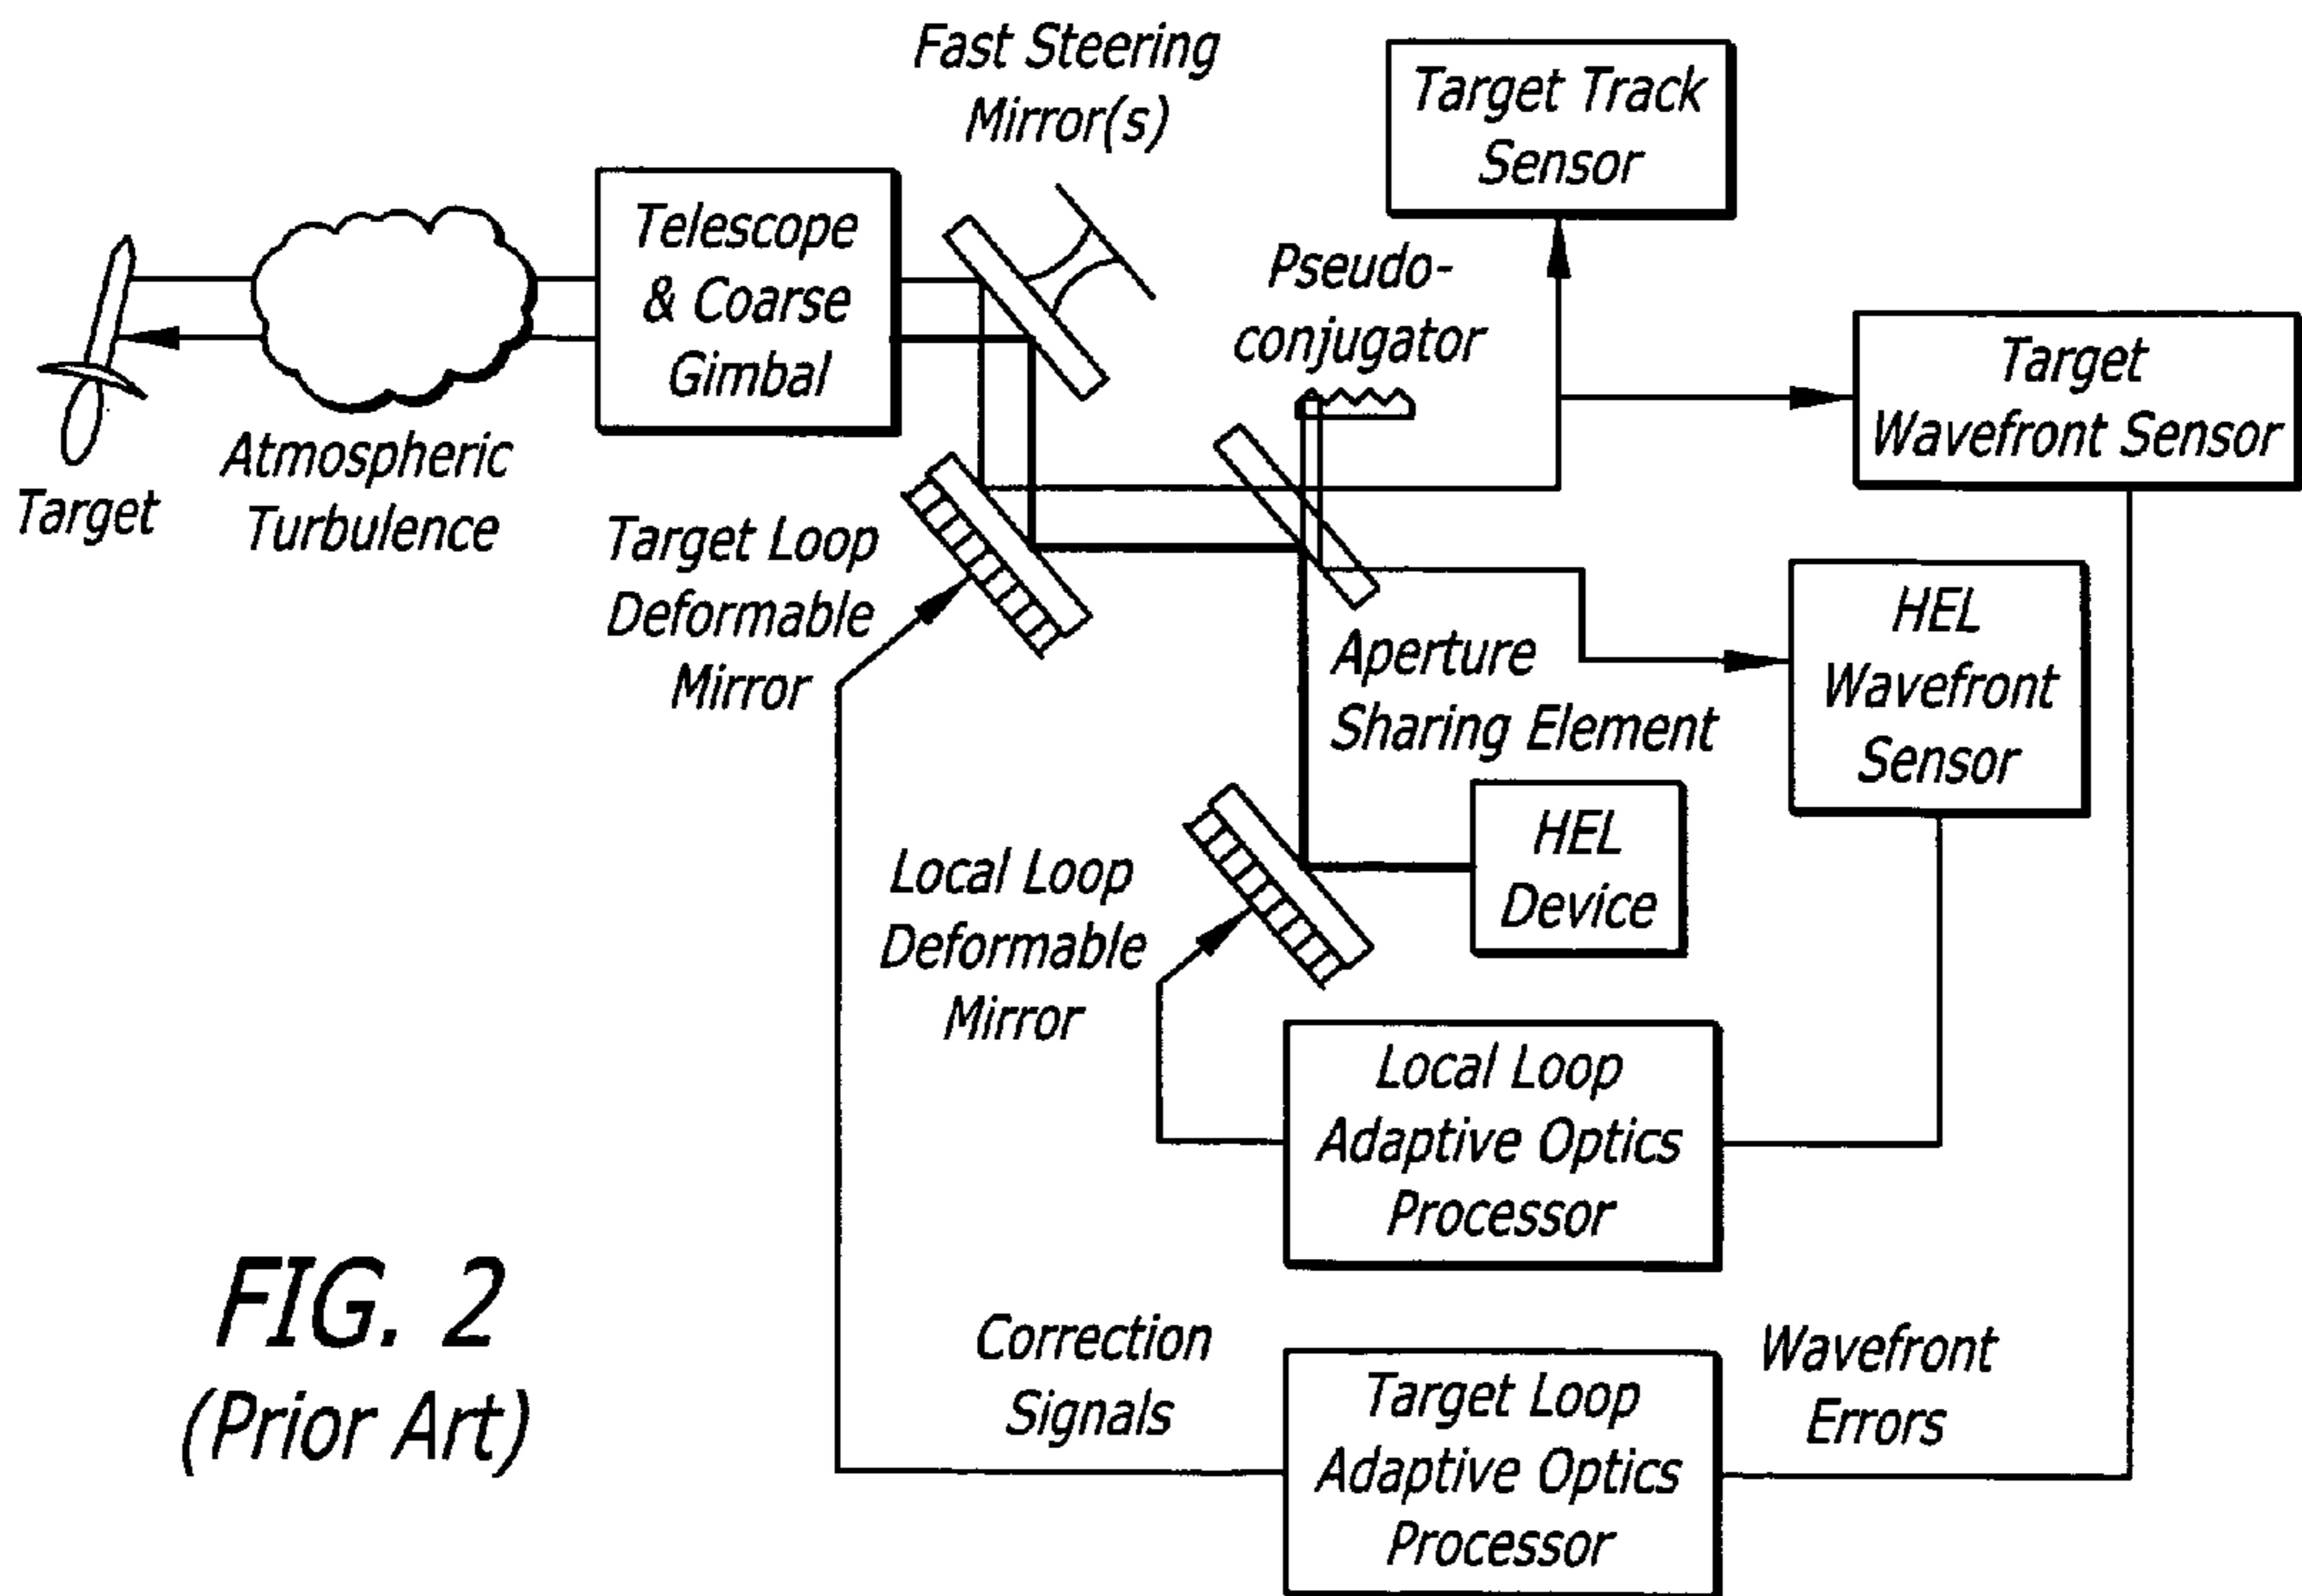 Fast Steering
Mirror(s)
Target Track
Sensor
Telescope
& Coarse
Gimbal
Pseudo-
conjugator
Target
Wavefront Sensor
Target
Atmospheric
Turbulence
Target Loop
Deformable
Mirror
Aperture
Sharing Element
HEL
Wavefront
Sensor
HEL
Device
Local Loop
Deformable
Mirror
Local Loop
Adaptive Optics
Processor
Correction
Signals
Target Loop
Adaptive Optics
Processor
Wavefront
Errors
FIG. 2
(Prior Art)